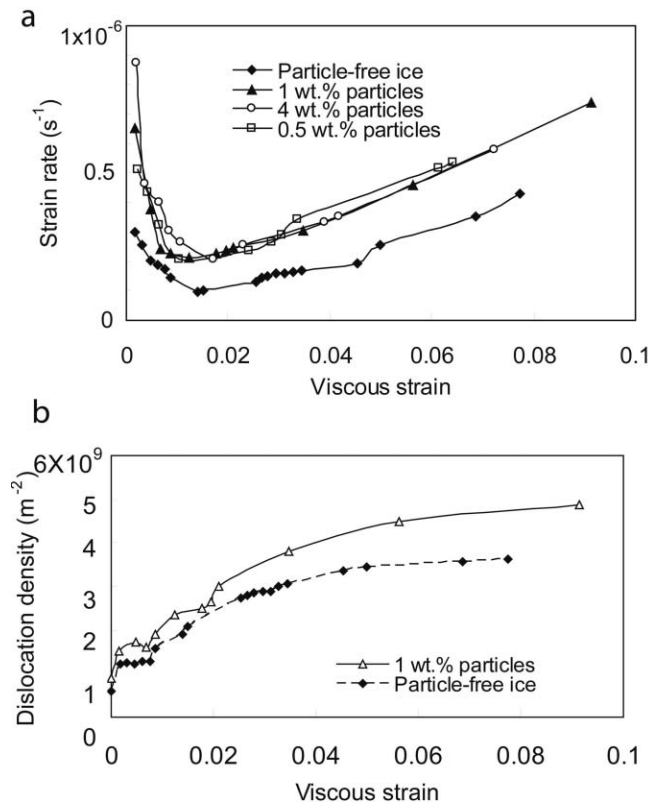 a
1x10⁻⁶
Particle-free ice
1 wt.% particles
4 wt.% particles
0.5 wt.% particles
Strain rate (s⁻¹)
0.5
0
0 0.02 0.04 0.06 0.08 0.1
Viscous strain
b
6X10⁹
5
4
3
2
1
0
Dislocation density (m⁻²)
1 wt.% particles
Particle-free ice
0 0.02 0.04 0.06 0.08 0.1
Viscous strain